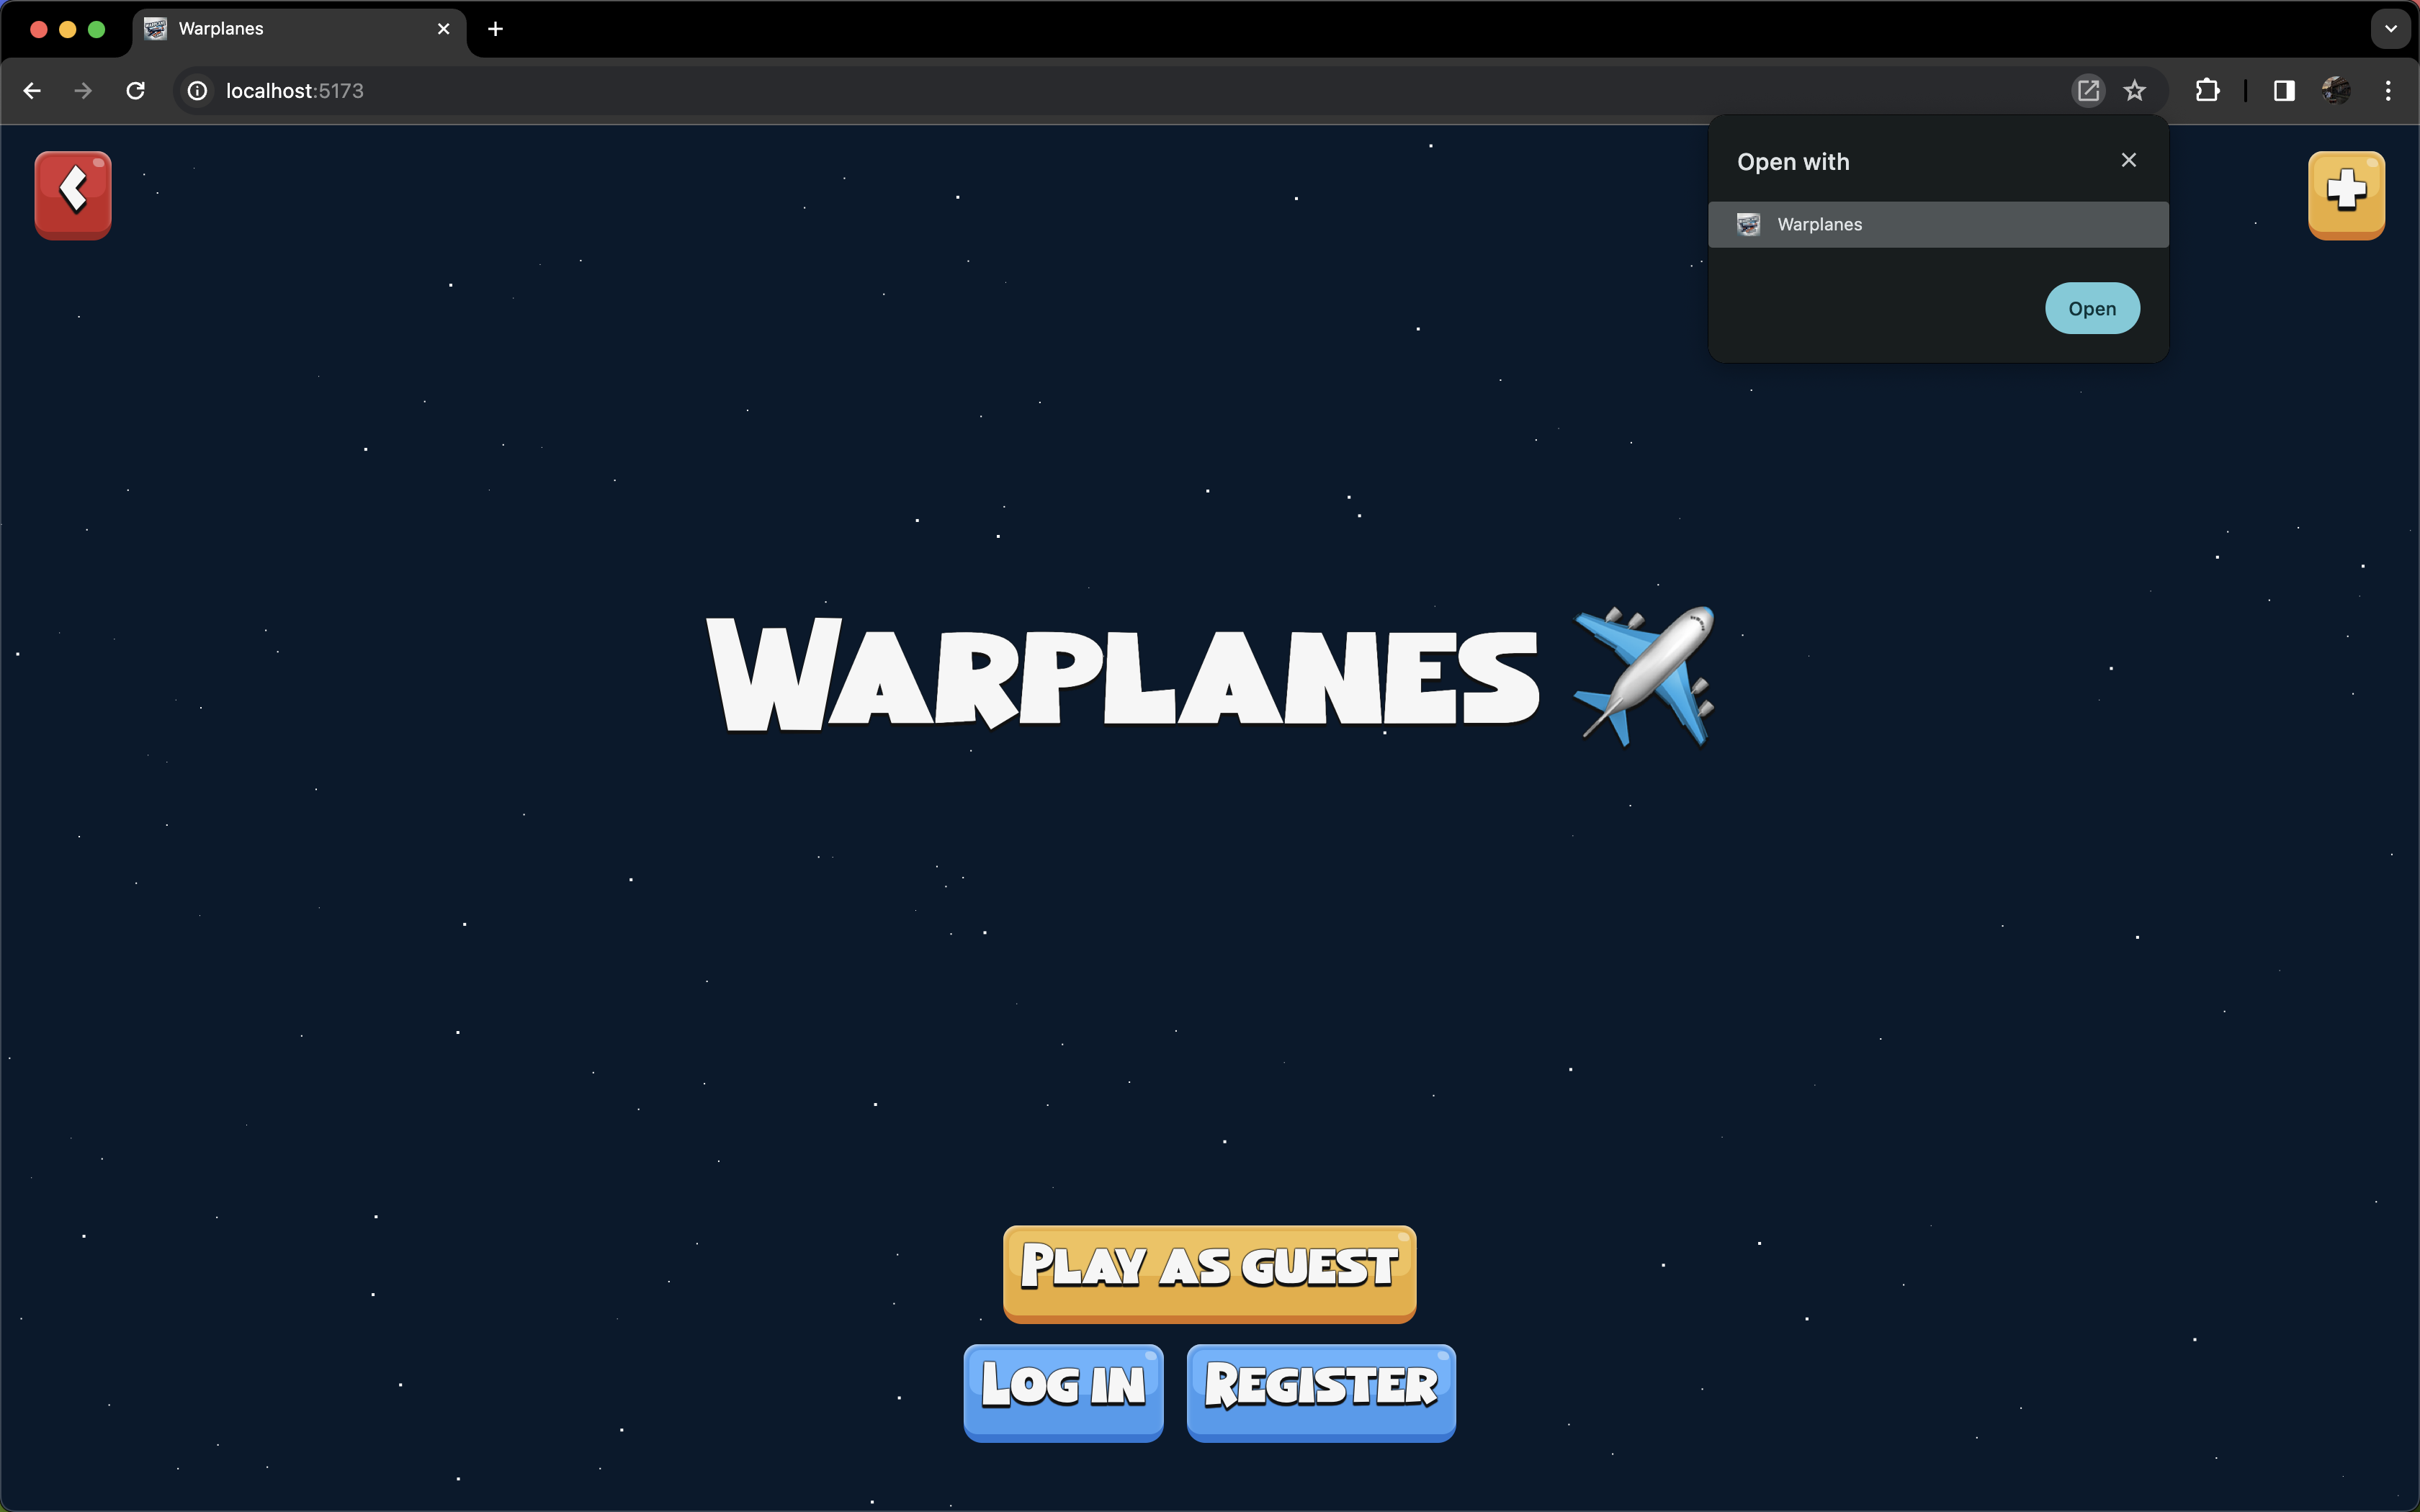 Warplanes
localhost:5173
Open with
Warplanes
Open
Warplanes
Play as guest
Log in
Register